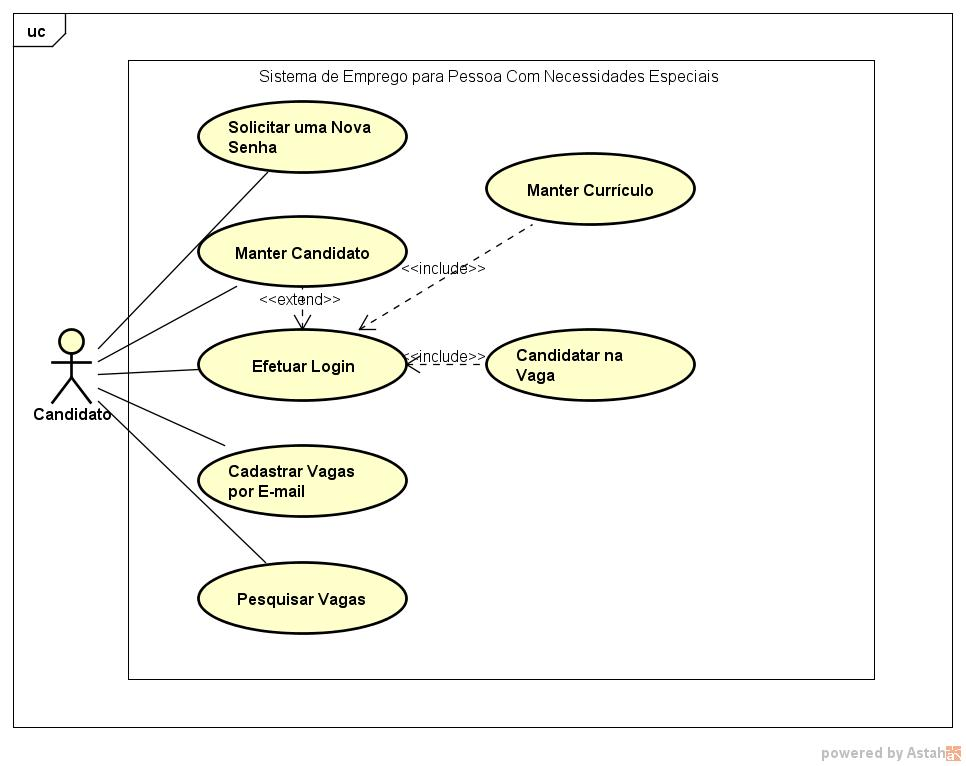 uc
Sistema de Emprego para Pessoa Com Necessidades Especiais
Solicitar uma Nova
Senha
Manter Currículo
Manter Candidato
<<include>>
<<extend>>
Efetuar Login
<<include>>
Candidatar na
Vaga
Candidato
Cadastrar Vagas
por E-mail
Pesquisar Vagas
powered by Astah